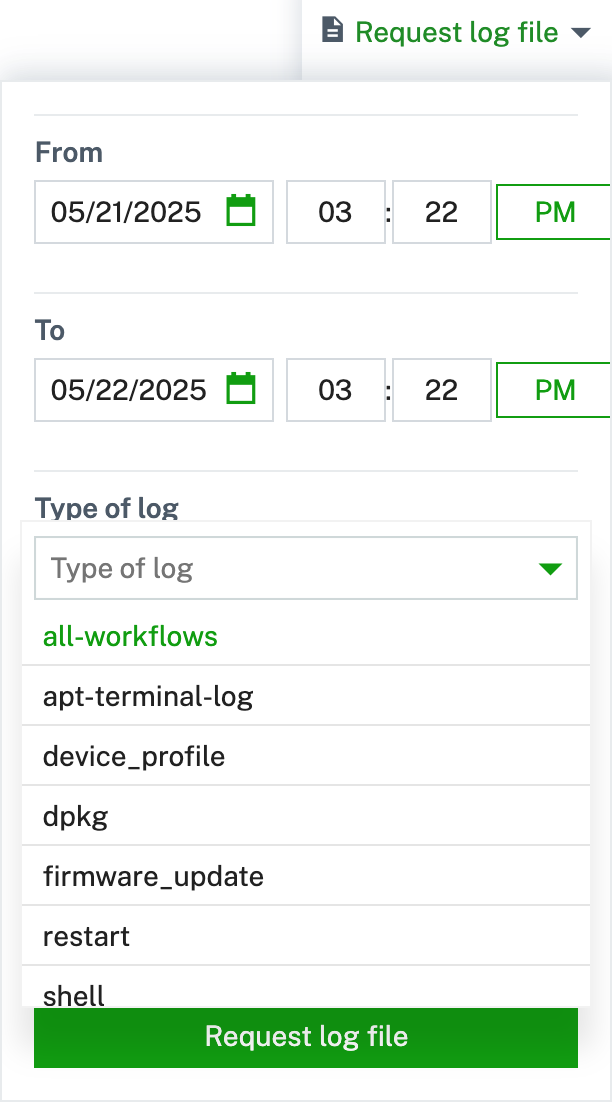 Request log file
From
05/21/2025 03 : 22 PM
To
05/22/2025 03 : 22 PM
Type of log
Type of log
all-workflows
apt-terminal-log
device_profile
dpkg
firmware_update
restart
shell
Request log file